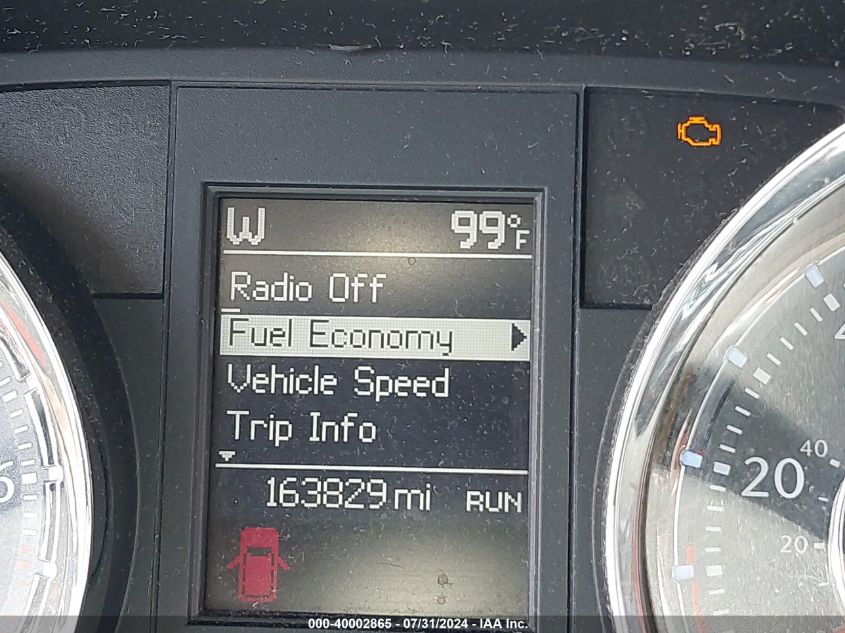 W 99°F
Radio Off
Fuel Economy
Vehicle Speed
Trip Info
163829 mi RUN
6
20
40
20
000-40002865 / 07/31/2024 - IAA Inc.